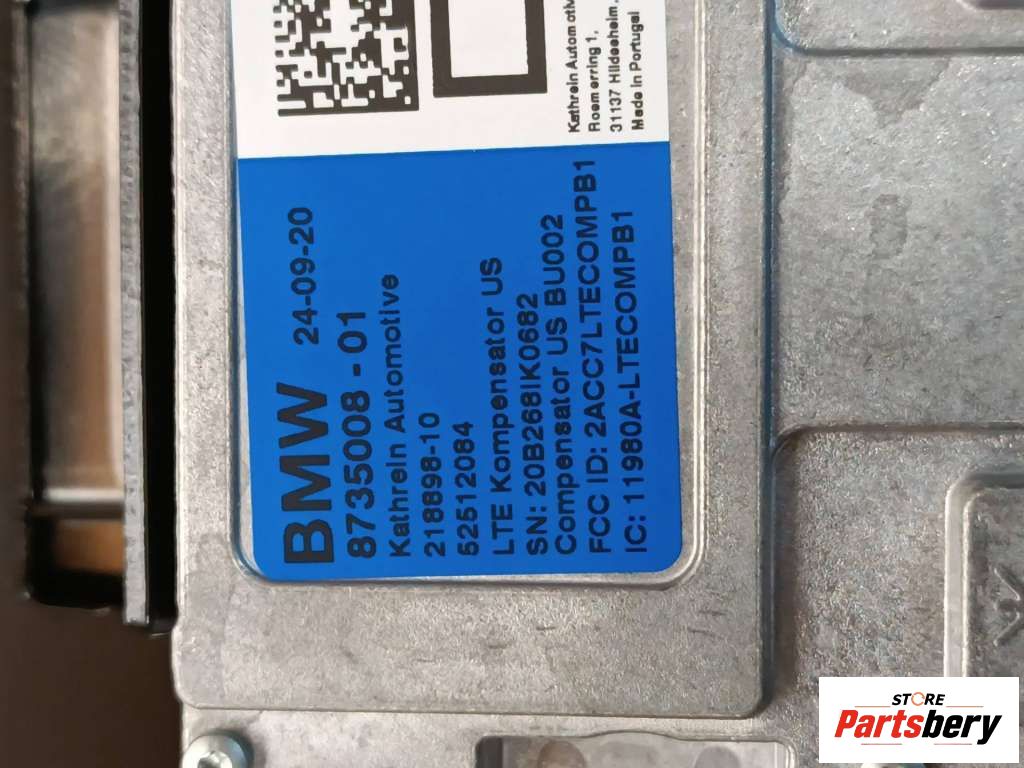 Kathrein Automotiv
Roemerring 1,
31137 Hildesheim,
Made in Portugal
BMW 24-09-20
8735008-01
Kathrein Automotive
218898-10
52512084
LTE Kompensator US
SN: 20B268IK0682
Compensator US BU002
FCC ID: 2ACC7LTECOMPB1
IC: 11980A-LTECOMPB1
STORE
Partsbery